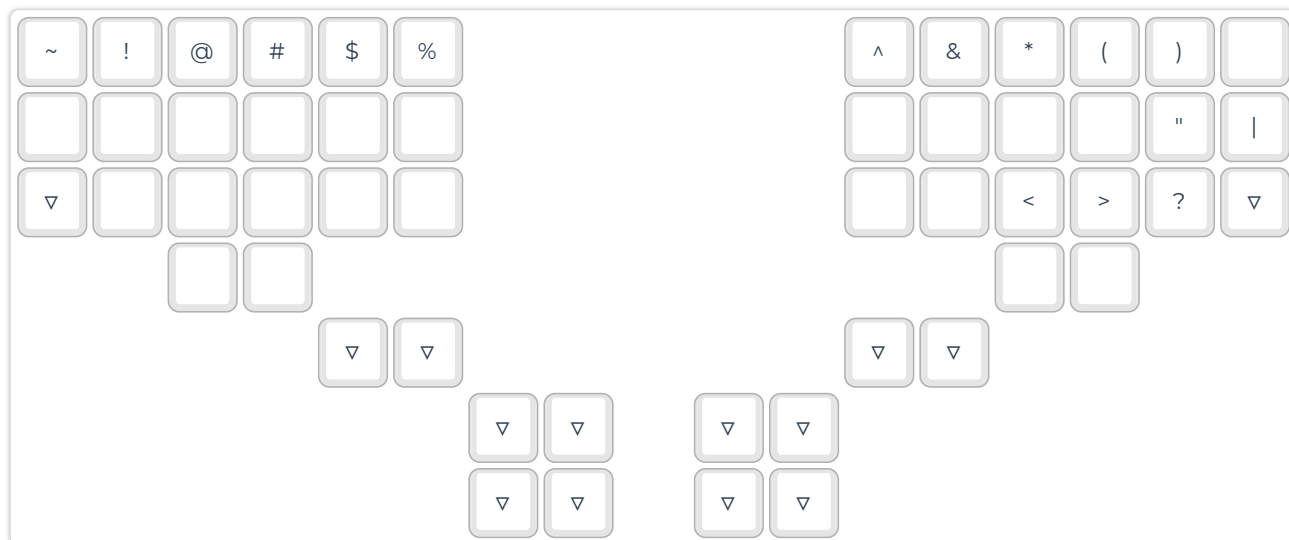 ~ ! @ # $ % ^ & * ( )
" |
▽ < > ? ▽
▽ ▽ ▽ ▽
▽ ▽ ▽ ▽
▽ ▽ ▽ ▽